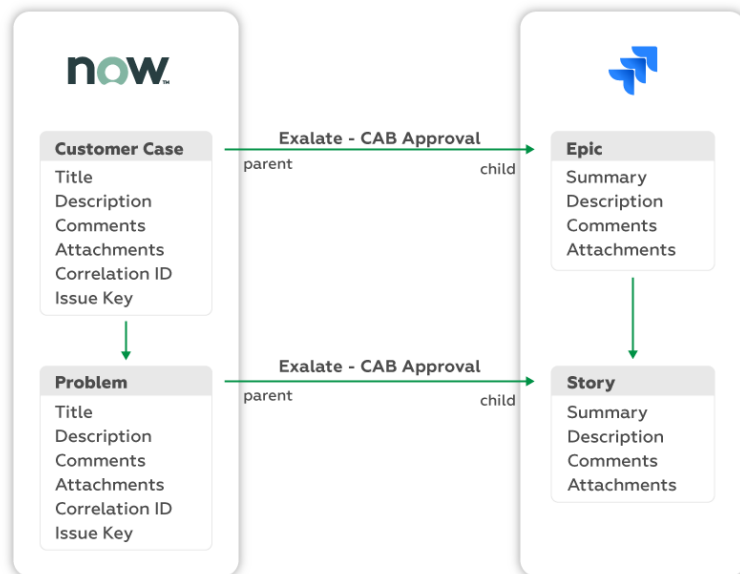 now™
Customer Case
Title
Description
Comments
Attachments
Correlation ID
Issue Key
Exalate - CAB Approval
parent
child
Epic
Summary
Description
Comments
Attachments
Problem
Title
Description
Comments
Attachments
Correlation ID
Issue Key
Exalate - CAB Approval
parent
child
Story
Summary
Description
Comments
Attachments